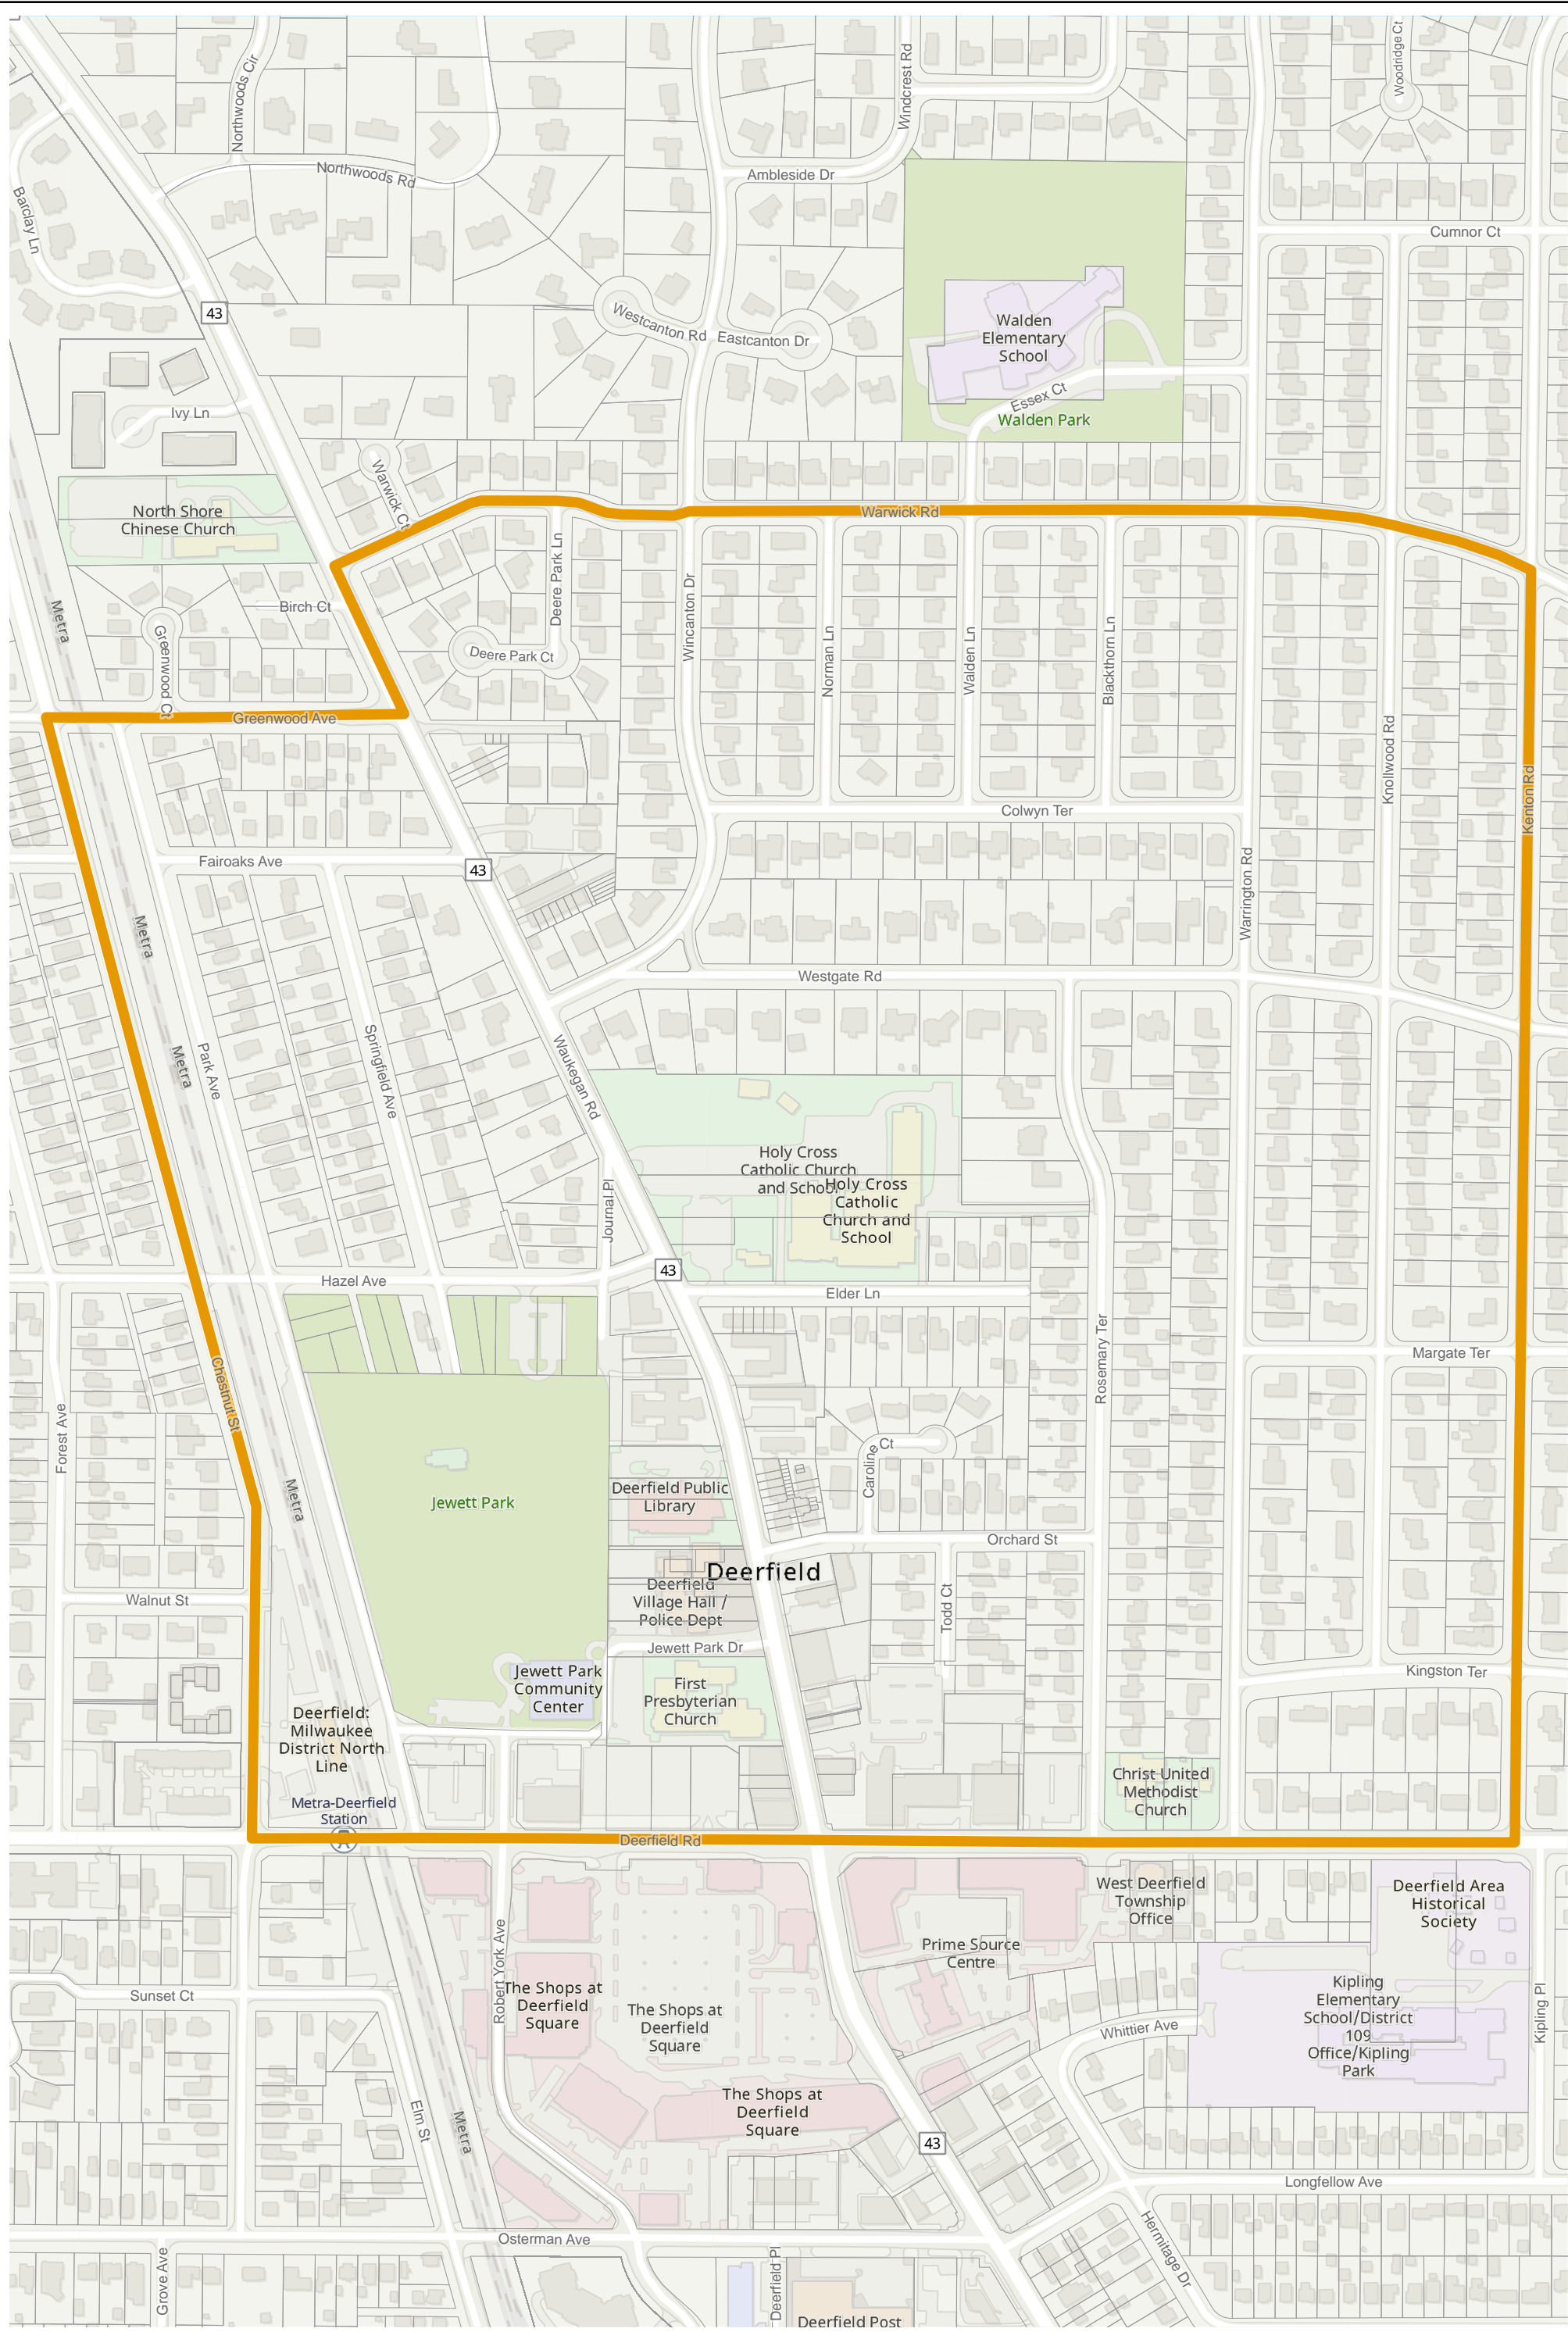 Northwoods Cir
Windcrest Rd
Woodridge Ct
Northwoods Rd
Ambleside Dr
Barclay Ln
Cumnor Ct
43
Westcanton Rd
Eastcanton Dr
Walden
Elementary
School
Essex Ct
Walden Park
Ivy Ln
Warwick Ct
North Shore
Chinese Church
Warwick Rd
Deere Park Ln
Birch Ct
Metra
Greenwood Ct
Deere Park Ct
Wincanton Dr
Norman Ln
Walden Ln
Blackthorn Ln
Greenwood Ave
Knollwood Rd
Kenton Rd
Colwyn Ter
Fairoaks Ave
43
Warrington Rd
Metra
Westgate Rd
Metra
Park Ave
Springfield Ave
Waukegan Rd
Holy Cross
Catholic Church
and School
Holy Cross
Catholic
Church and
School
Journal Pl
43
Hazel Ave
Elder Ln
Rosemary Ter
Margate Ter
Chestnut St
Forest Ave
Caroline Ct
Metra
Jewett Park
Deerfield Public
Library
Orchard St
Deerfield
Deerfield
Village Hall /
Police Dept
Walnut St
Todd Ct
Jewett Park Dr
Kingston Ter
Jewett Park
Community
Center
First
Presbyterian
Church
Deerfield:
Milwaukee
District North
Line
Christ United
Methodist
Church
Metra-Deerfield
Station
Deerfield Rd
West Deerfield
Township
Office
Deerfield Area
Historical
Society
Robert York Ave
Prime Source
Centre
Sunset Ct
The Shops at
Deerfield
Square
The Shops at
Deerfield
Square
Kipling
Elementary
School/District
109
Office/Kipling
Park
Kipling Pl
Whittier Ave
Elm St
Metra
The Shops at
Deerfield
Square
43
Longfellow Ave
Hermitage Dr
Osterman Ave
Grove Ave
Deerfield Pl
Deerfield Post